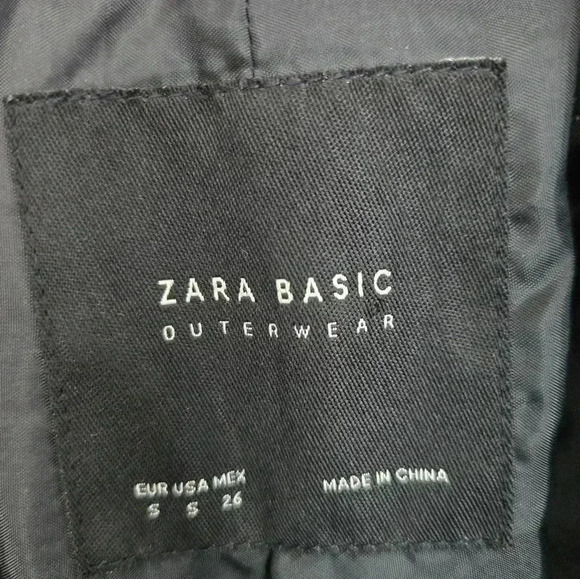 ZARA BASIC
OUTERWEAR
EUR USA MEX
S S 26
MADE IN CHINA